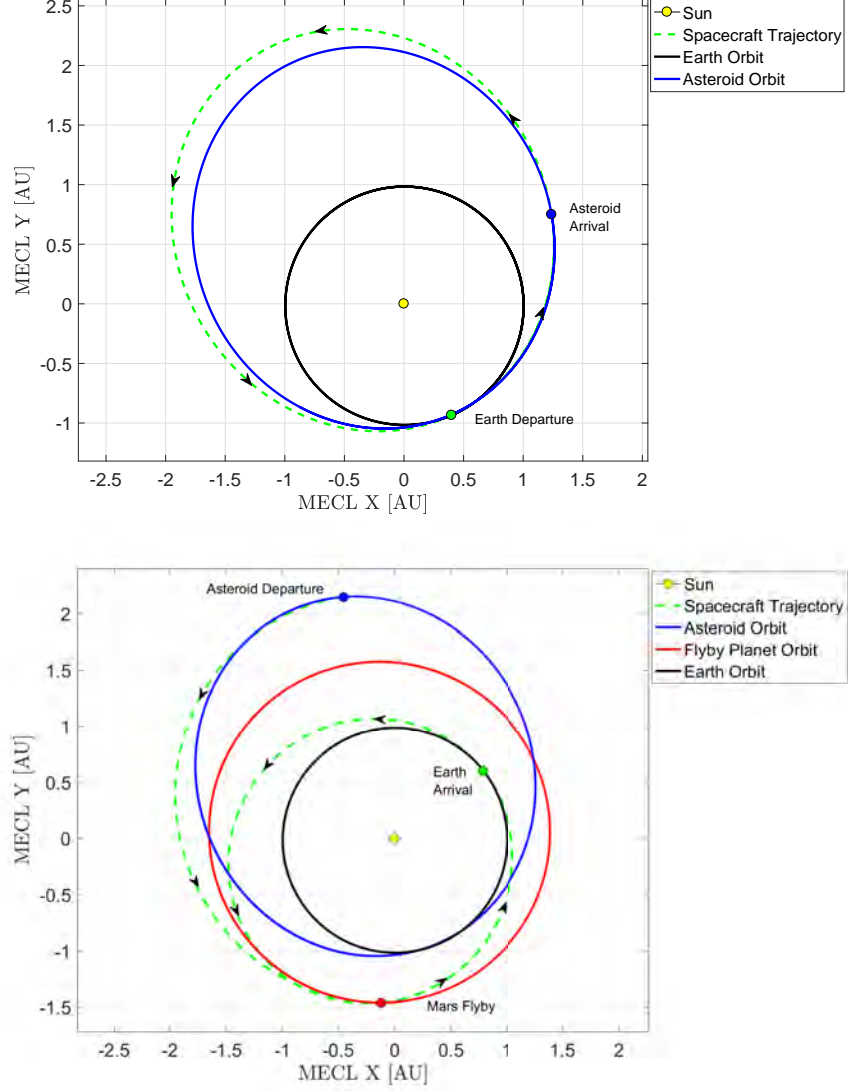 Sun
Spacecraft Trajectory
Earth Orbit
Asteroid Orbit
2.5
2
1.5
1
0.5
0
-0.5
-1
MECL Y [AU]
Asteroid
Arrival
Earth Departure
-2.5 -2 -1.5 -1 -0.5 0 0.5 1 1.5 2
MECL X [AU]
Sun
Spacecraft Trajectory
Asteroid Orbit
Flyby Planet Orbit
Earth Orbit
Asteroid Departure
2
1.5
1
0.5
0
-0.5
-1
-1.5
MECL Y [AU]
Earth
Arrival
Mars Flyby
-2.5 -2 -1.5 -1 -0.5 0 0.5 1 1.5 2
MECL X [AU]